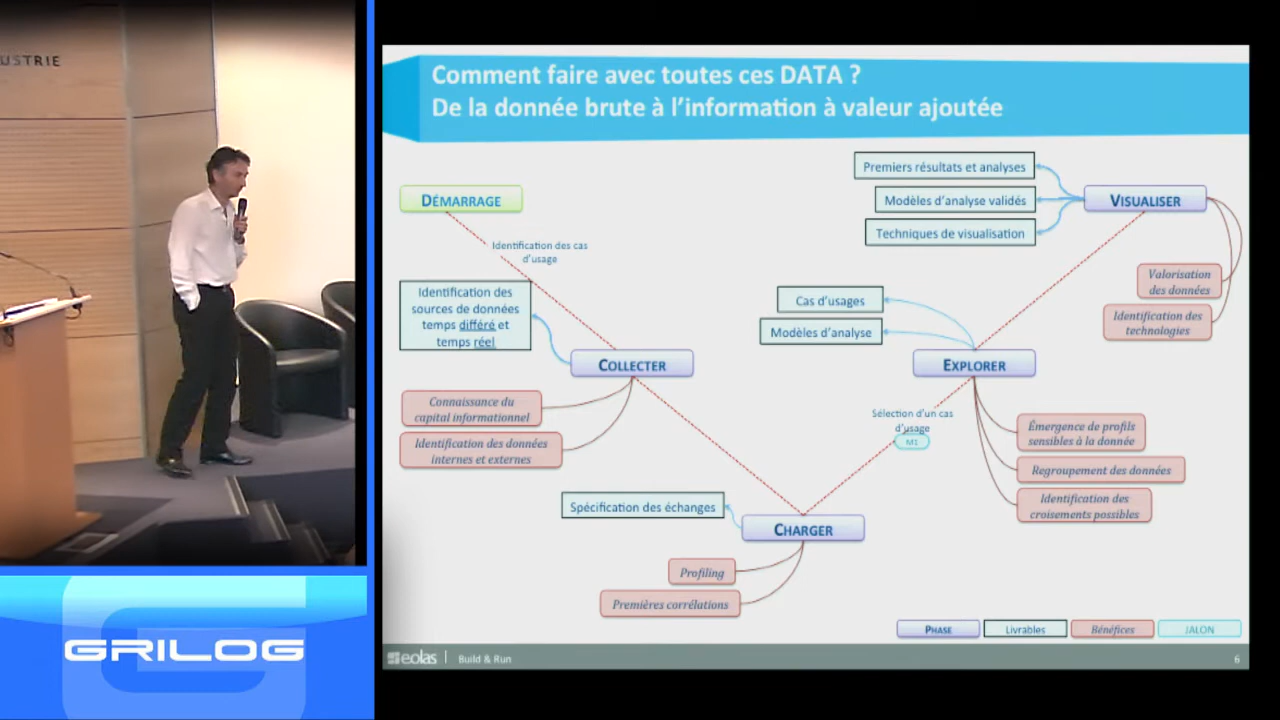 USTRIE
Comment faire avec toutes ces DATA ?
De la donnée brute à l'information à valeur ajoutée
Premiers résultats et analyses
Modèles d'analyse validés
Techniques de visualisation
VISUALISER
DÉMARRAGE
Identification des cas
d'usage
Valorisation
des données
Identification des
technologies
Identification des
sources de données
temps différé et
temps réel
Cas d'usages
Modèles d'analyse
COLLECTER
EXPLORER
Connaissance du
capital informationnel
Identification des données
internes et externes
Sélection d'un cas
d'usage
M1
Émergence de profils
sensibles à la donnée
Regroupement des données
Identification des
croisements possibles
Spécification des échanges
CHARGER
Profiling
Premières corrélations
PHASE
Livrables
Bénéfices
JALON
eolas
Build & Run
6
GRILOG